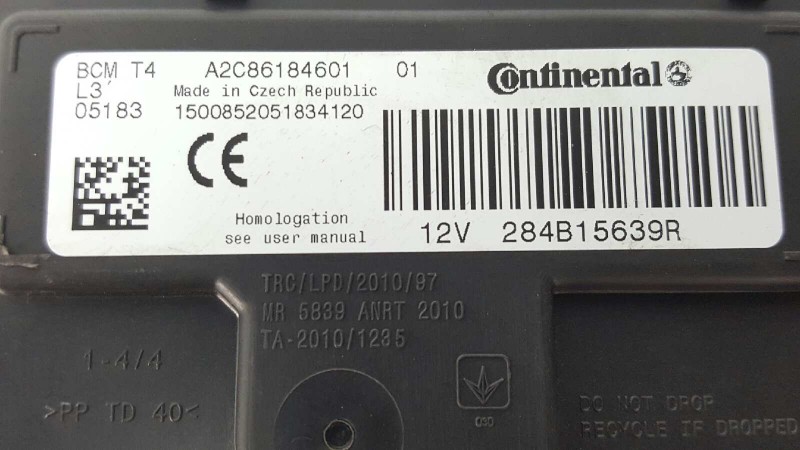 BCM T4 A2C86184601 01 Continental
L3' Made in Czech Republic
05183 1500852051834120
CE
Homologation
see user manual
12V 284B15639R
TRC/LPD/2010/97
MR 5839 ANRT 2010
TA-2010/1235
1-4/4
>PP TD 40<
030
DO NOT DROP
RECYCLE IF DROPPED